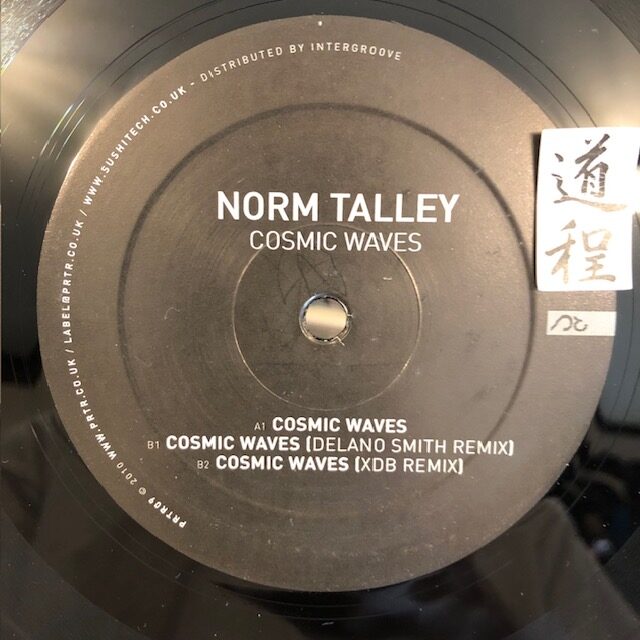 PRTR09 © 2010 WWW.PRTR.CO.UK / LABEL@PRTR.CO.UK / WWW.SUSHITECH.CO.UK - DISTRIBUTED BY INTERGROOVE
NORM TALLEY
COSMIC WAVES
A1 COSMIC WAVES
B1 COSMIC WAVES (DELANO SMITH REMIX)
B2 COSMIC WAVES (XDB REMIX)
道程